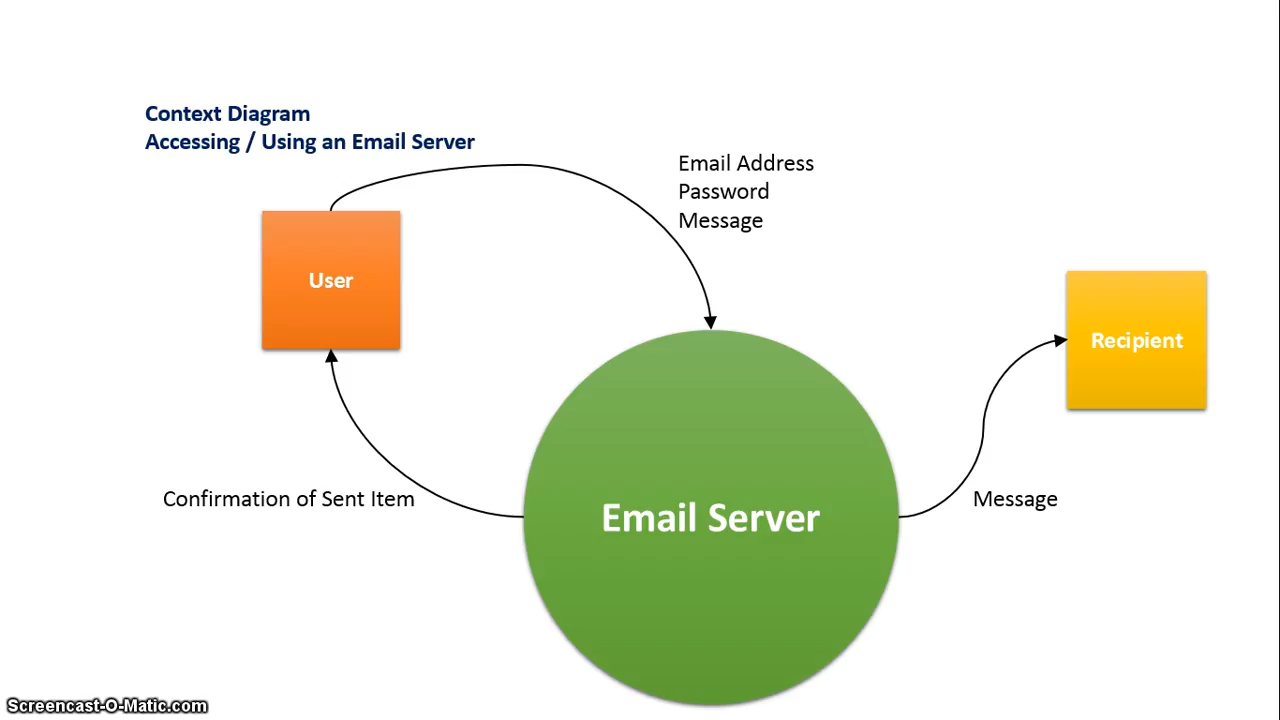 Context Diagram
Accessing / Using an Email Server
Email Address
Password
Message
User
Recipient
Confirmation of Sent Item
Email Server
Message
Screencast-O-Matic.com